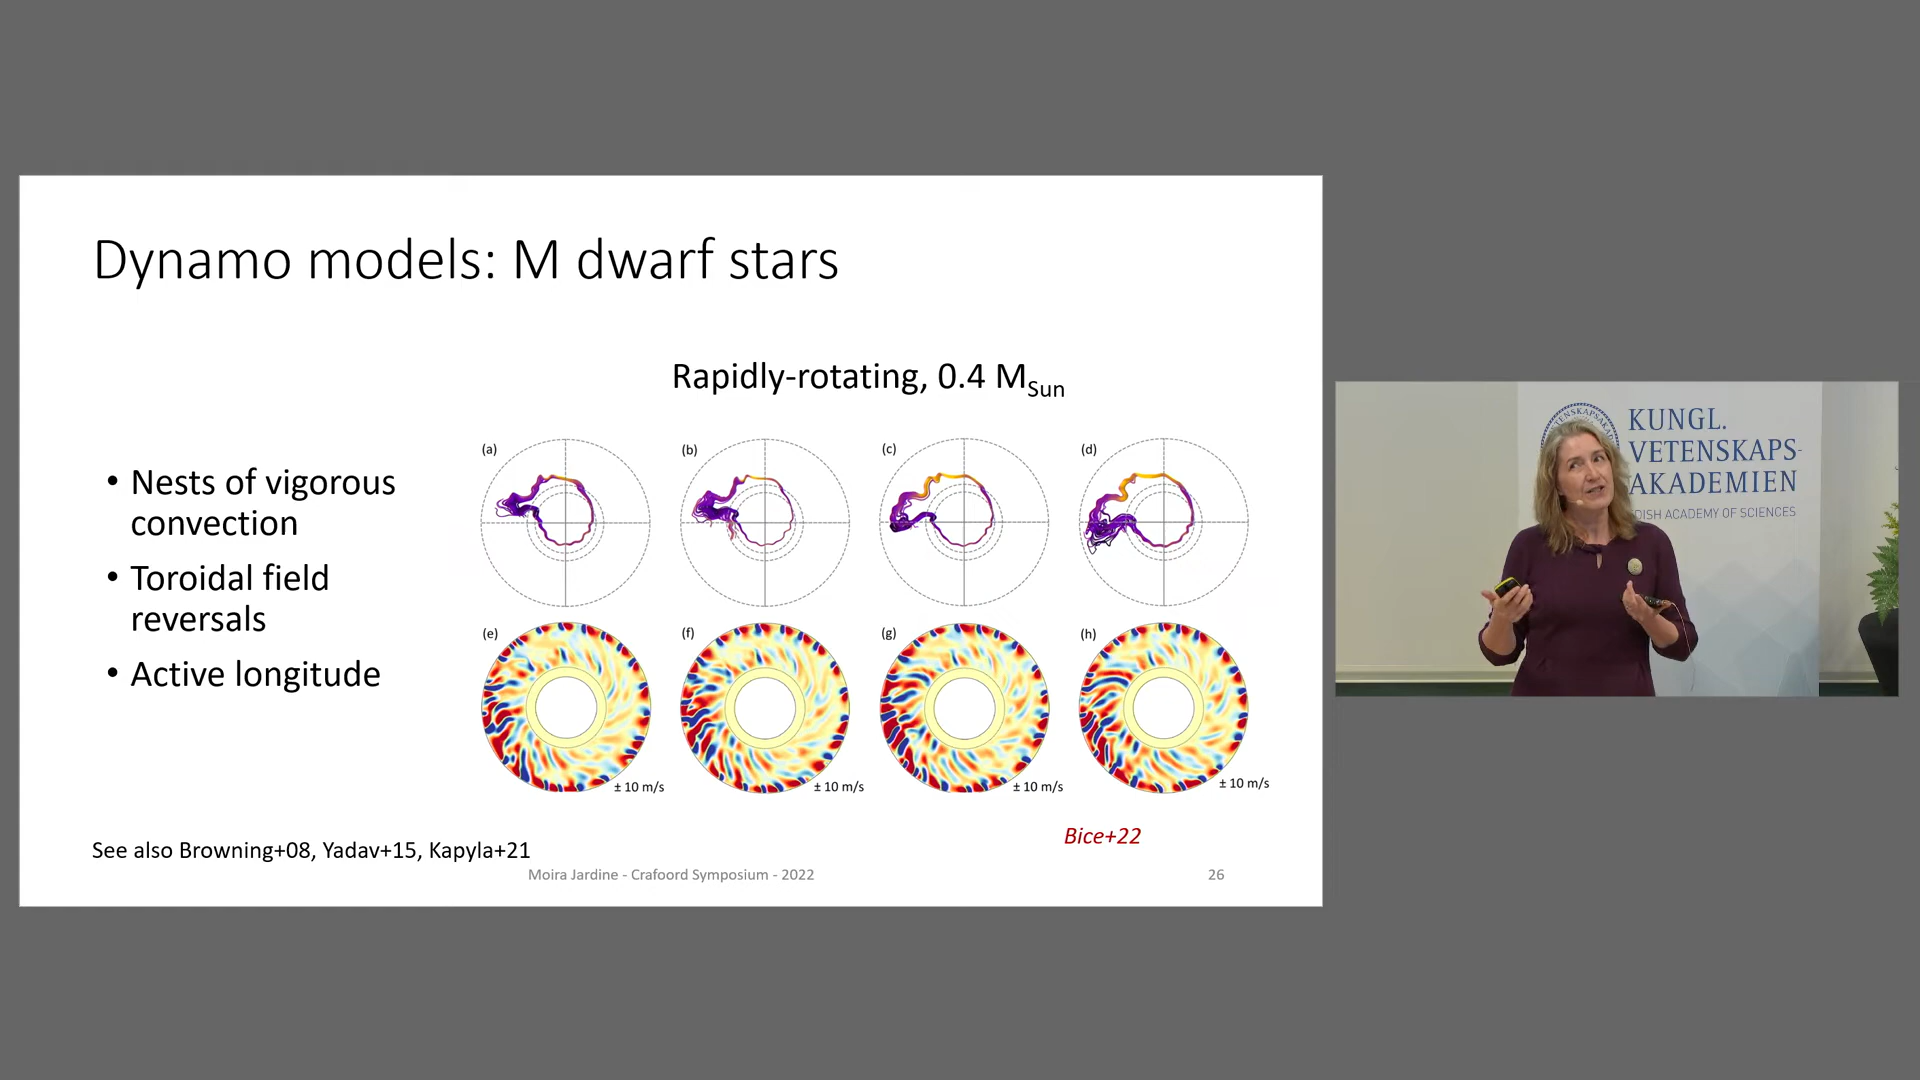 Dynamo models: M dwarf stars
Rapidly-rotating, 0.4 MSun
• Nests of vigorous
convection
• Toroidal field
reversals
• Active longitude
(a)
(b)
(c)
(d)
(e)
(f)
(g)
(h)
± 10 m/s
± 10 m/s
± 10 m/s
± 10 m/s
Bice+22
See also Browning+08, Yadav+15, Kapyla+21
Moira Jardine - Crafoord Symposium - 2022
26
KUNGL.
VETENSKAPS-
AKADEMIEN
ACADEMY OF SCIENCES